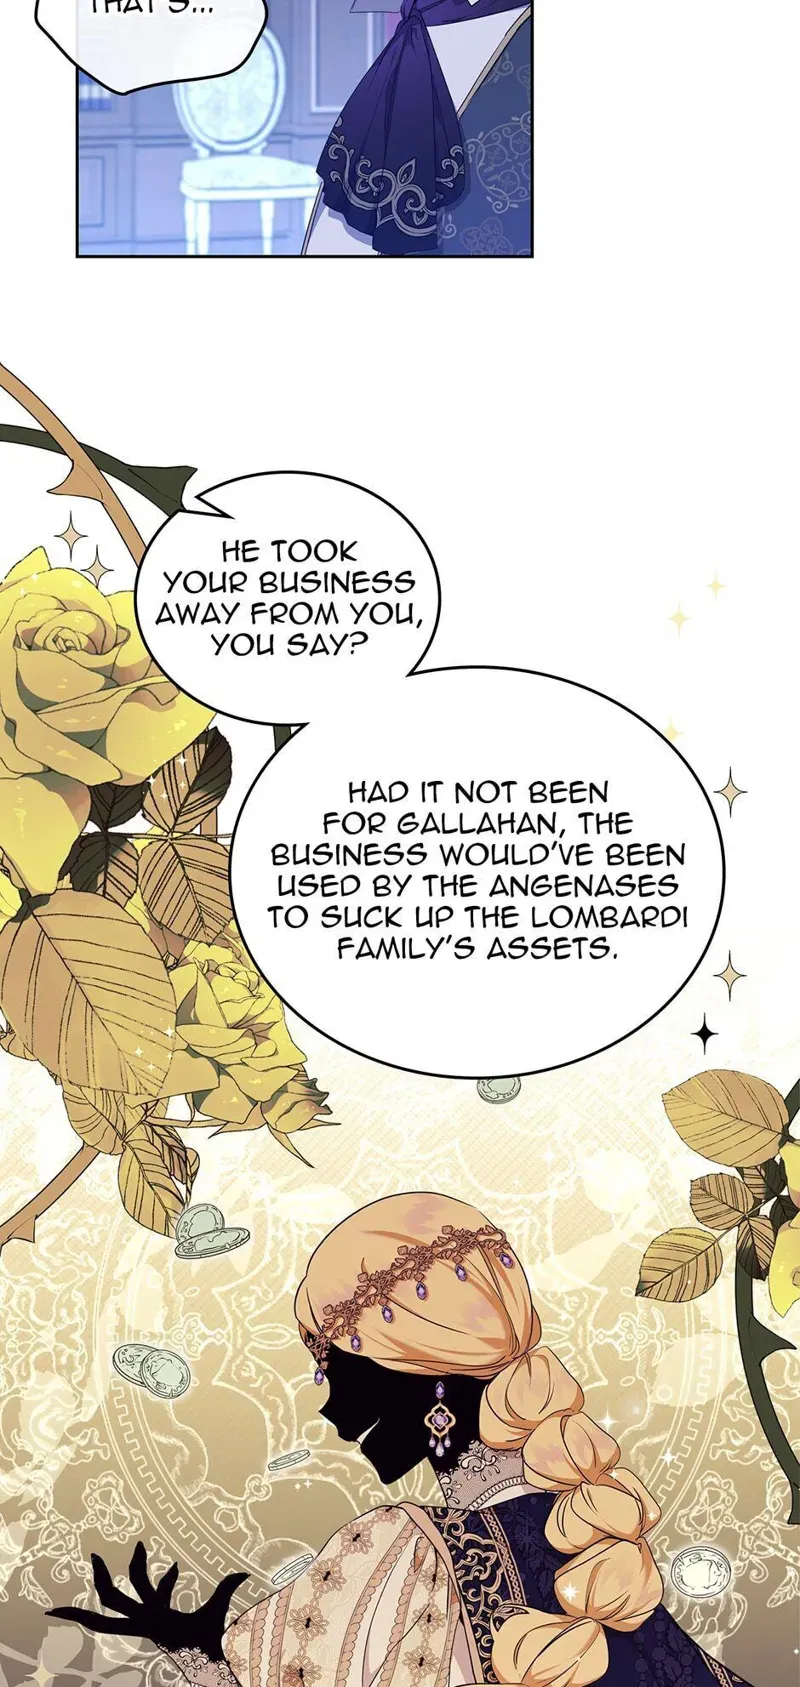 THAT'S...
HE TOOK
YOUR BUSINESS
AWAY FROM YOU,
YOU SAY?
HAD IT NOT BEEN
FOR GALLAHAN, THE
BUSINESS WOULD'VE BEEN
USED BY THE ANGENASES
TO SUCK UP THE LOMBARDI
FAMILY'S ASSETS.